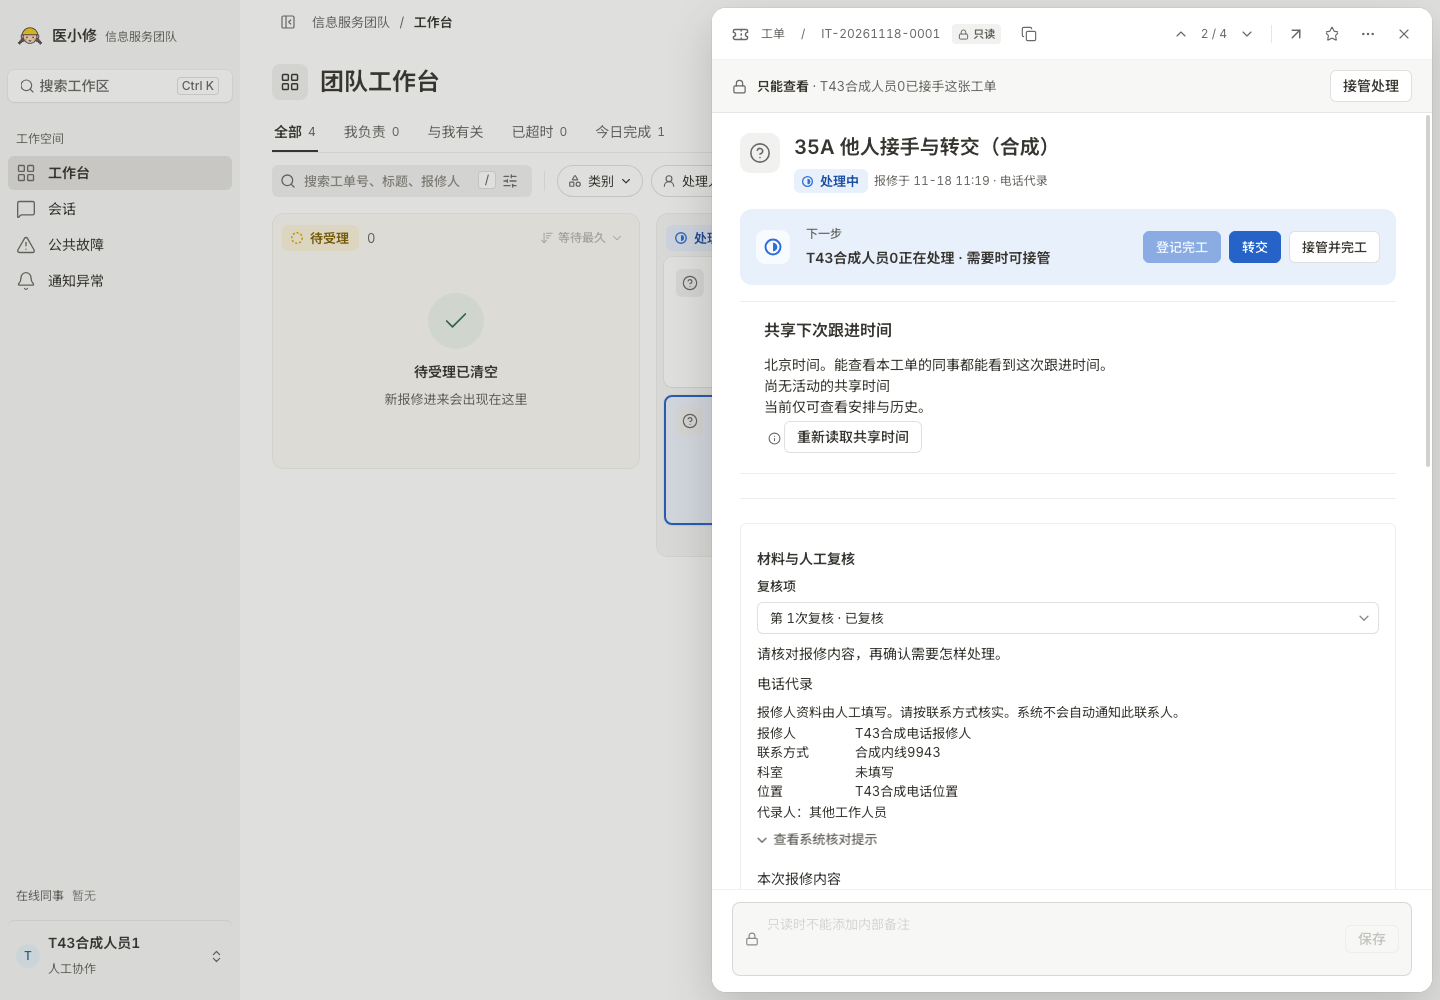 医小修 信息服务团队
搜索工作区 Ctrl K
工作空间
工作台
会话
公共故障
通知异常
在线同事 暂无
T T43合成人员1
人工协作
信息服务团队 / 工作台
团队工作台
全部 4 我负责 0 与我有关 已超时 0 今日完成 1
搜索工单号、标题、报修人 / 类别 处理
待受理 0 等待最久
待受理已清空
新报修进来会出现在这里
工单 / IT-20261118-0001 只读 2 / 4
只能查看 · T43合成人员0已接手这张工单 接管处理
35A 他人接手与转交（合成）
处理中 报修于 11-18 11:19 · 电话代录
下一步
T43合成人员0正在处理 · 需要时可接管 登记完工 转交 接管并完工
共享下次跟进时间
北京时间。能查看本工单的同事都能看到这次跟进时间。
尚无活动的共享时间
当前仅可查看安排与历史。
重新读取共享时间
材料与人工复核
复核项
第 1次复核 · 已复核
请核对报修内容，再确认需要怎样处理。
电话代录
报修人资料由人工填写。请按联系方式核实。系统不会自动通知此联系人。
报修人 T43合成电话报修人
联系方式 合成内线9943
科室 未填写
位置 T43合成电话位置
代录人：其他工作人员
查看系统核对提示
本次报修内容
只读时不能添加内部备注
保存